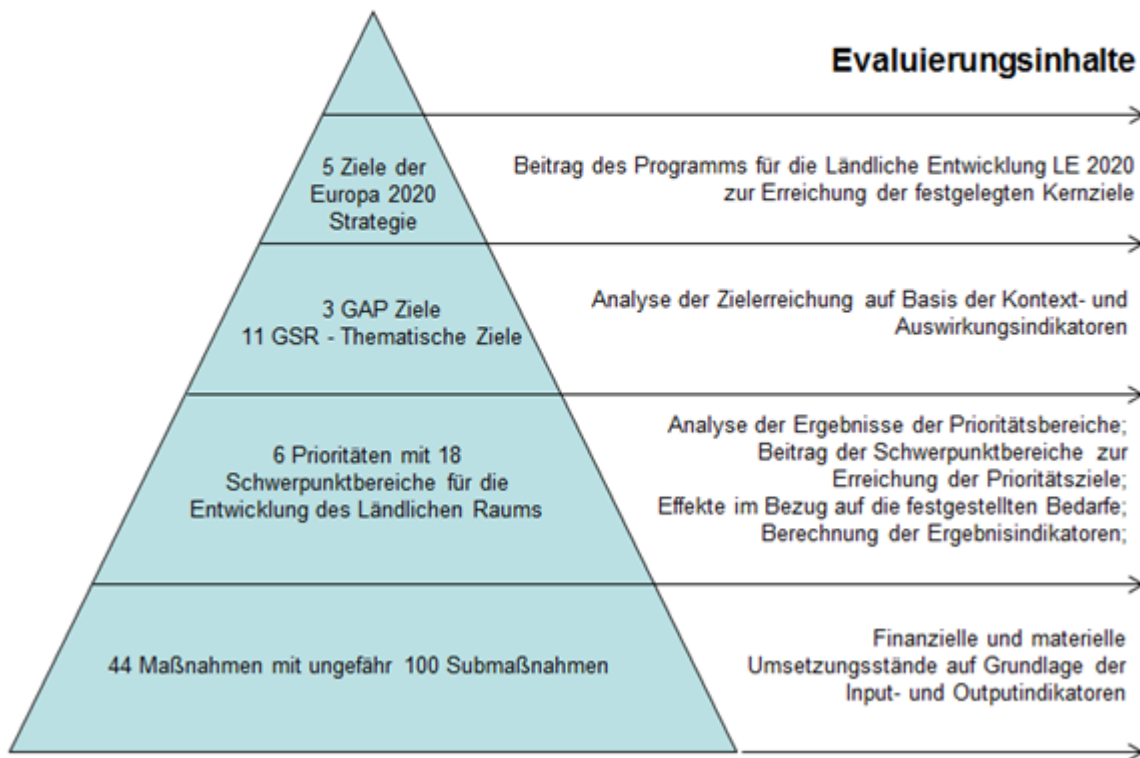 Evaluierungsinhalte
5 Ziele der
Europa 2020
Strategie
Beitrag des Programms für die Ländliche Entwicklung LE 2020
zur Erreichung der festgelegten Kernziele
3 GAP Ziele
11 GSR - Thematische Ziele
Analyse der Zielerreichung auf Basis der Kontext- und
Auswirkungsindikatoren
6 Prioritäten mit 18
Schwerpunktbereiche für die
Entwicklung des Ländlichen Raums
Analyse der Ergebnisse der Prioritätsbereiche;
Beitrag der Schwerpunktbereiche zur
Erreichung der Prioritätsziele;
Effekte im Bezug auf die festgestellten Bedarfe;
Berechnung der Ergebnisindikatoren;
44 Maßnahmen mit ungefähr 100 Submaßnahmen
Finanzielle und materielle
Umsetzungsstände auf Grundlage der
Input- und Outputindikatoren